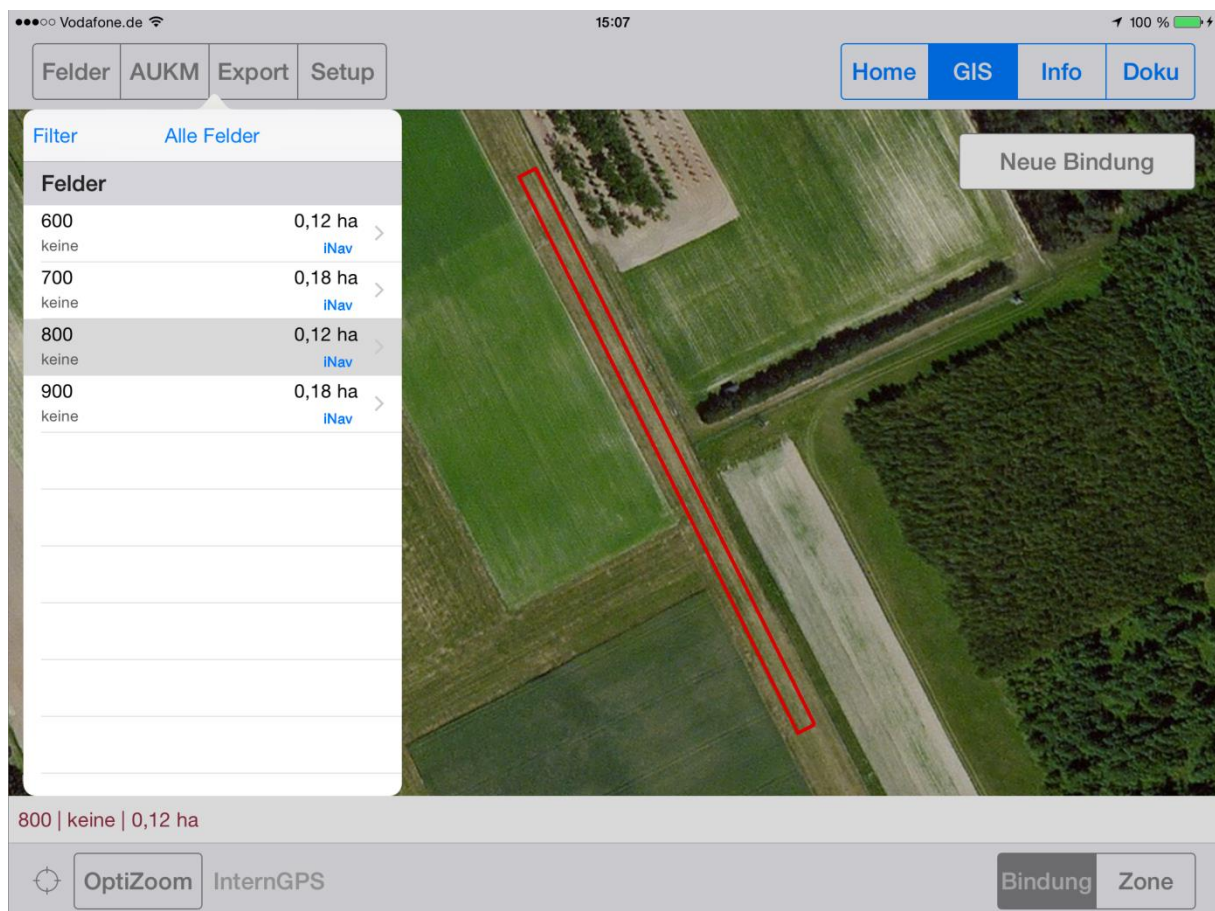 Vodafone.de 15:07 100 %
Felder AUKM Export Setup Home GIS Info Doku
Filter Alle Felder
Neue Bindung
Felder
600 0,12 ha
keine iNav
700 0,18 ha
keine iNav
800 0,12 ha
keine iNav
900 0,18 ha
keine iNav
800 | keine | 0,12 ha
OptiZoom InternGPS Bindung Zone